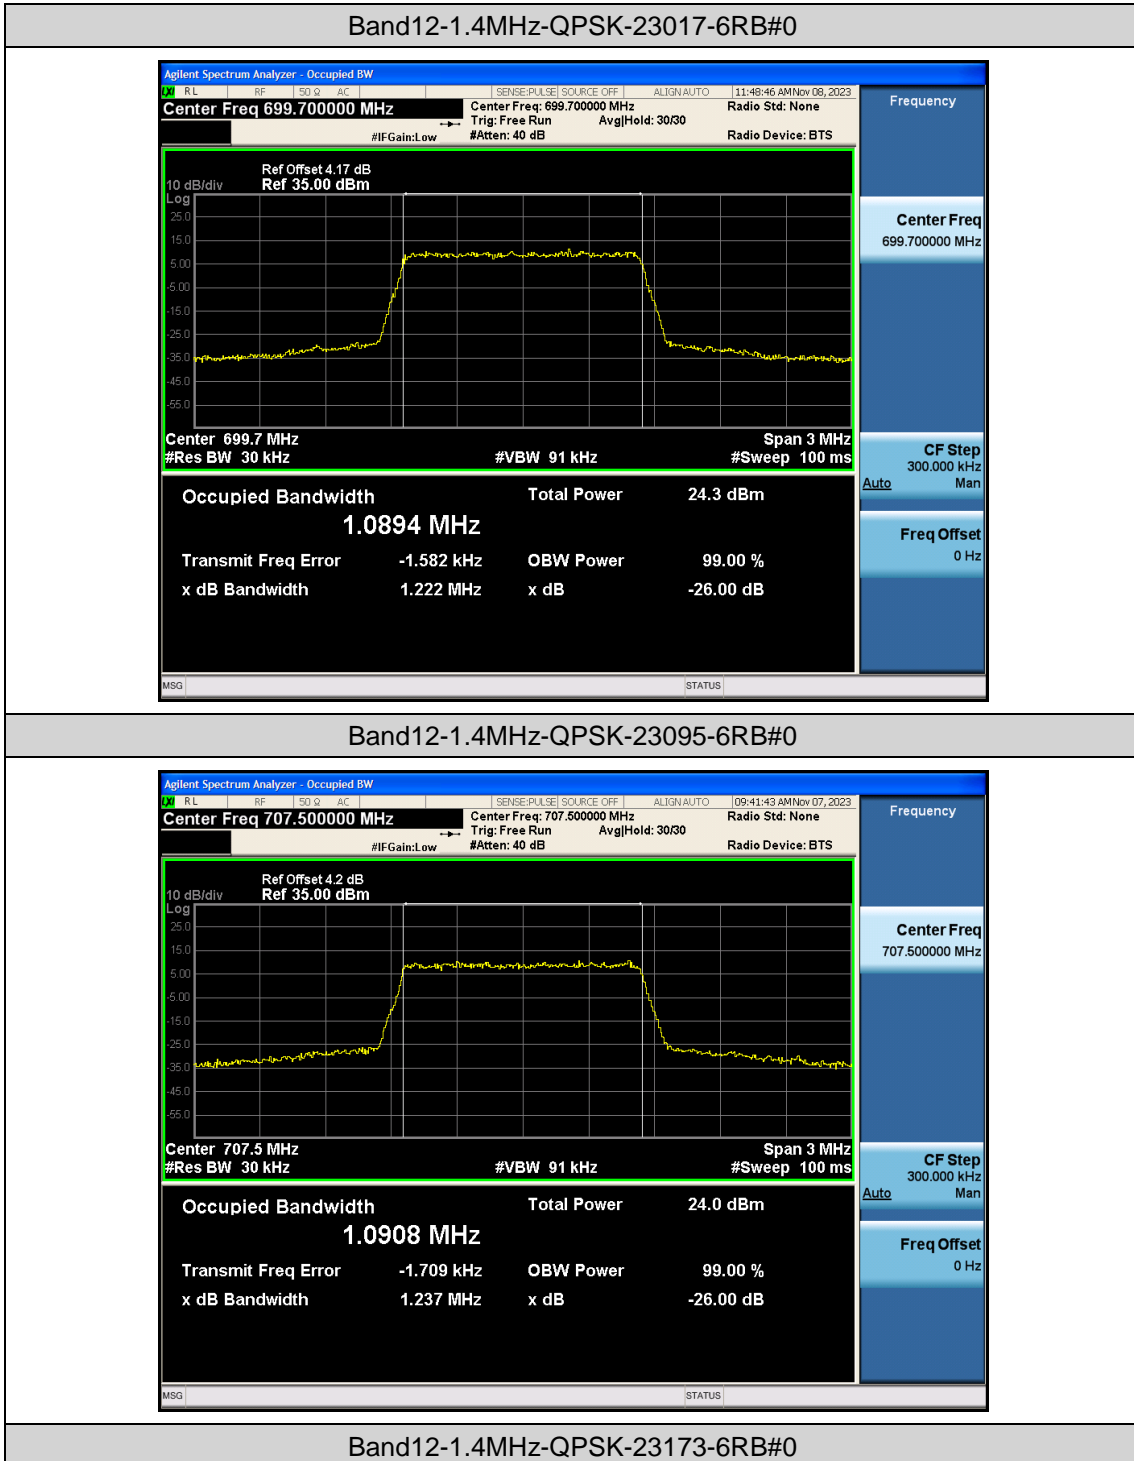 Band12-1.4MHz-QPSK-23017-6RB#0
Agilent Spectrum Analyzer - Occupied BW
LXI RL RF 50 Ω AC SENSE:PULSE SOURCE OFF ALIGN AUTO 11:48:46 AM Nov 08, 2023
Center Freq 699.700000 MHz Center Freq: 699.700000 MHz Radio Std: None
Trig: Free Run Avg|Hold: 30/30
#IFGain:Low #Atten: 40 dB Radio Device: BTS
Frequency
Ref Offset 4.17 dB
10 dB/div Ref 35.00 dBm
Log
25.0
15.0
5.00
-5.00
-15.0
-25.0
-35.0
-45.0
-55.0
Center 699.7 MHz Span 3 MHz
#Res BW 30 kHz #VBW 91 kHz #Sweep 100 ms
Center Freq
699.700000 MHz
CF Step
300.000 kHz
Auto Man
Freq Offset
0 Hz
Occupied Bandwidth Total Power 24.3 dBm
1.0894 MHz
Transmit Freq Error -1.582 kHz OBW Power 99.00 %
x dB Bandwidth 1.222 MHz x dB -26.00 dB
MSG STATUS
Band12-1.4MHz-QPSK-23095-6RB#0
Agilent Spectrum Analyzer - Occupied BW
LXI RL RF 50 Ω AC SENSE:PULSE SOURCE OFF ALIGN AUTO 09:41:43 AM Nov 07, 2023
Center Freq 707.500000 MHz Center Freq: 707.500000 MHz Radio Std: None
Trig: Free Run Avg|Hold: 30/30
#IFGain:Low #Atten: 40 dB Radio Device: BTS
Frequency
Ref Offset 4.2 dB
10 dB/div Ref 35.00 dBm
Log
25.0
15.0
5.00
-5.00
-15.0
-25.0
-35.0
-45.0
-55.0
Center 707.5 MHz Span 3 MHz
#Res BW 30 kHz #VBW 91 kHz #Sweep 100 ms
Center Freq
707.500000 MHz
CF Step
300.000 kHz
Auto Man
Freq Offset
0 Hz
Occupied Bandwidth Total Power 24.0 dBm
1.0908 MHz
Transmit Freq Error -1.709 kHz OBW Power 99.00 %
x dB Bandwidth 1.237 MHz x dB -26.00 dB
MSG STATUS
Band12-1.4MHz-QPSK-23173-6RB#0